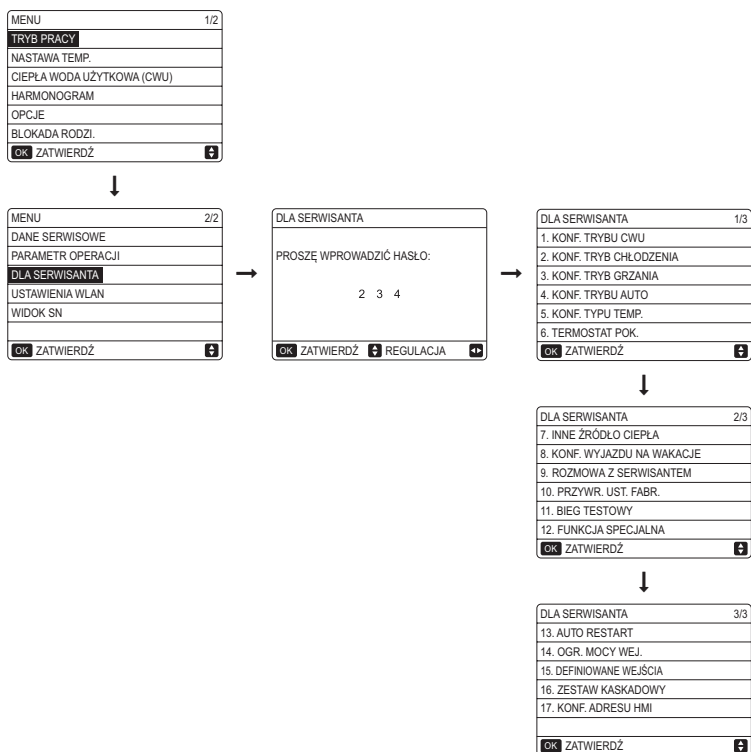 MENU 1/2
TRYB PRACY
NASTAWA TEMP.
CIEPŁA WODA UŻYTKOWA (CWU)
HARMONOGRAM
OPCJE
BLOKADA RODZI.
OK ZATWIERDŹ
MENU 2/2
DANE SERWISOWE
PARAMETR OPERACJI
DLA SERWISANTA
USTAWIENIA WLAN
WIDOK SN
OK ZATWIERDŹ
DLA SERWISANTA
PROSZĘ WPROWADZIĆ HASŁO:
2 3 4
OK ZATWIERDŹ REGULACJA
DLA SERWISANTA 1/3
1. KONF. TRYBU CWU
2. KONF. TRYB CHŁODZENIA
3. KONF. TRYB GRZANIA
4. KONF. TRYBU AUTO
5. KONF. TYPU TEMP.
6. TERMOSTAT POK.
OK ZATWIERDŹ
DLA SERWISANTA 2/3
7. INNE ŹRÓDŁO CIEPŁA
8. KONF. WYJAZDU NA WAKACJE
9. ROZMOWA Z SERWISANTEM
10. PRZYWR. UST. FABR.
11. BIEG TESTOWY
12. FUNKCJA SPECJALNA
OK ZATWIERDŹ
DLA SERWISANTA 3/3
13. AUTO RESTART
14. OGR. MOCY WEJ.
15. DEFINIOWANE WEJŚCIA
16. ZESTAW KASKADOWY
17. KONF. ADRESU HMI
OK ZATWIERDŹ